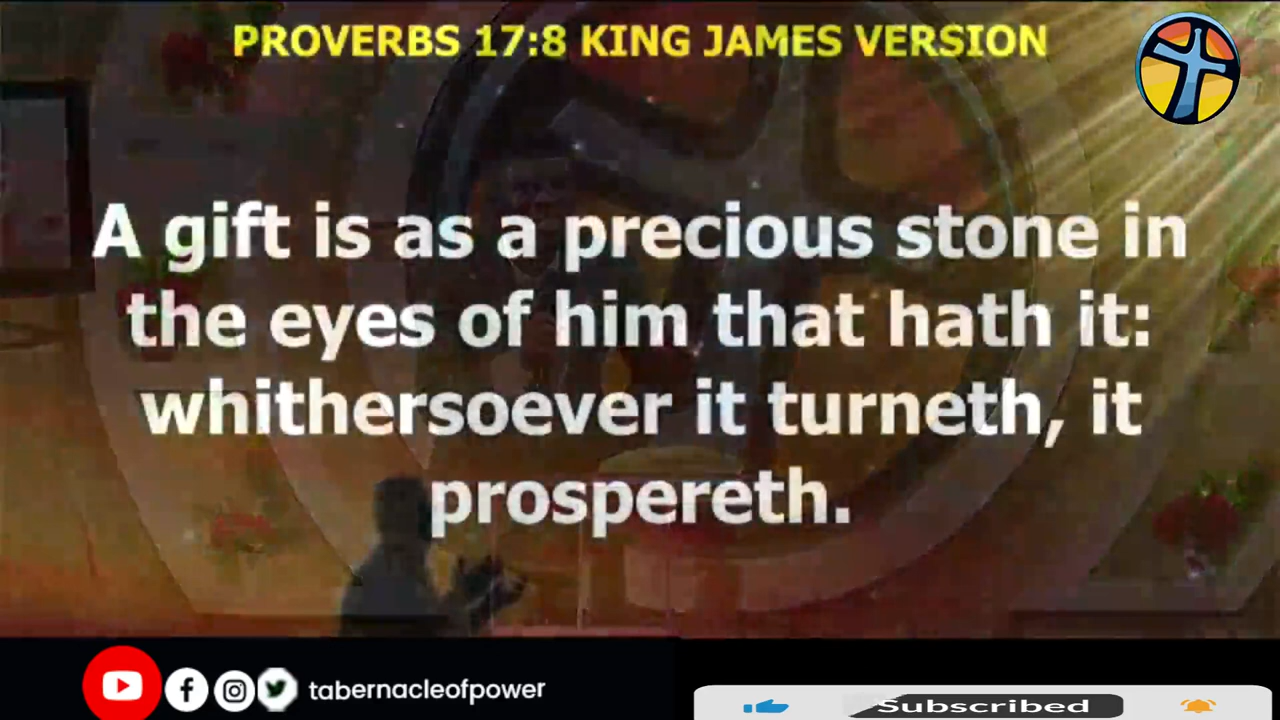 PROVERBS 17:8 KING JAMES VERSION
A gift is as a precious stone in
the eyes of him that hath it:
whithersoever it turneth, it
prospereth.
tabernacleofpower
Subscribed